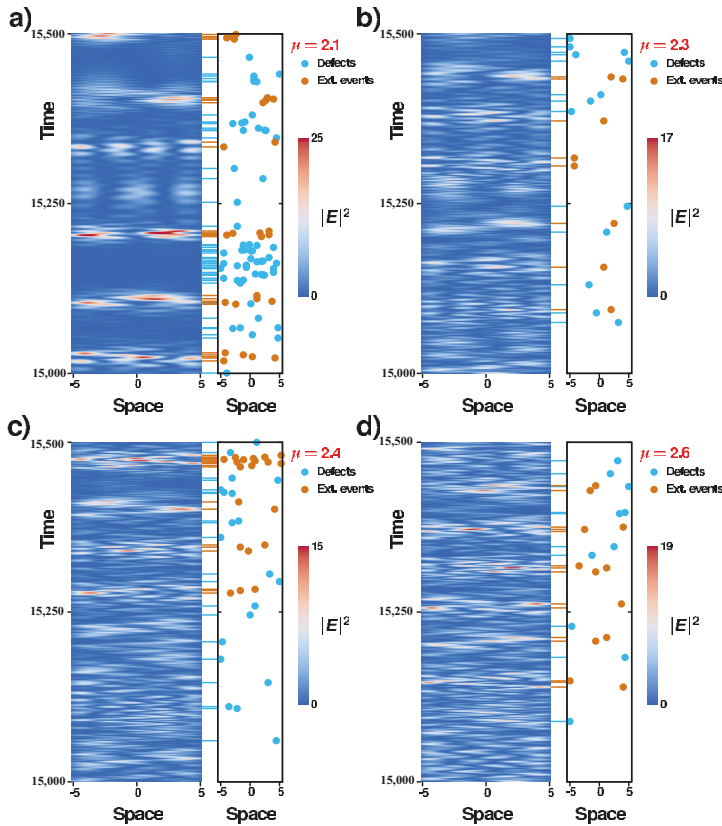 a)
μ = 2.1
Defects
Ext. events
15,500
15,250
15,000
Time
25
|E|²
0
-5 0 5
-5 0 5
Space
Space
b)
μ = 2.3
Defects
Ext. events
17
|E|²
0
-5 0 5
-5 0 5
Space
Space
c)
μ = 2.4
Defects
Ext. events
15,500
15,250
15,000
Time
15
|E|²
0
-5 0 5
-5 0 5
Space
Space
d)
μ = 2.6
Defects
Ext. events
15,500
15,250
15,000
Time
19
|E|²
0
-5 0 5
-5 0 5
Space
Space
15,500
15,250
15,000
Time